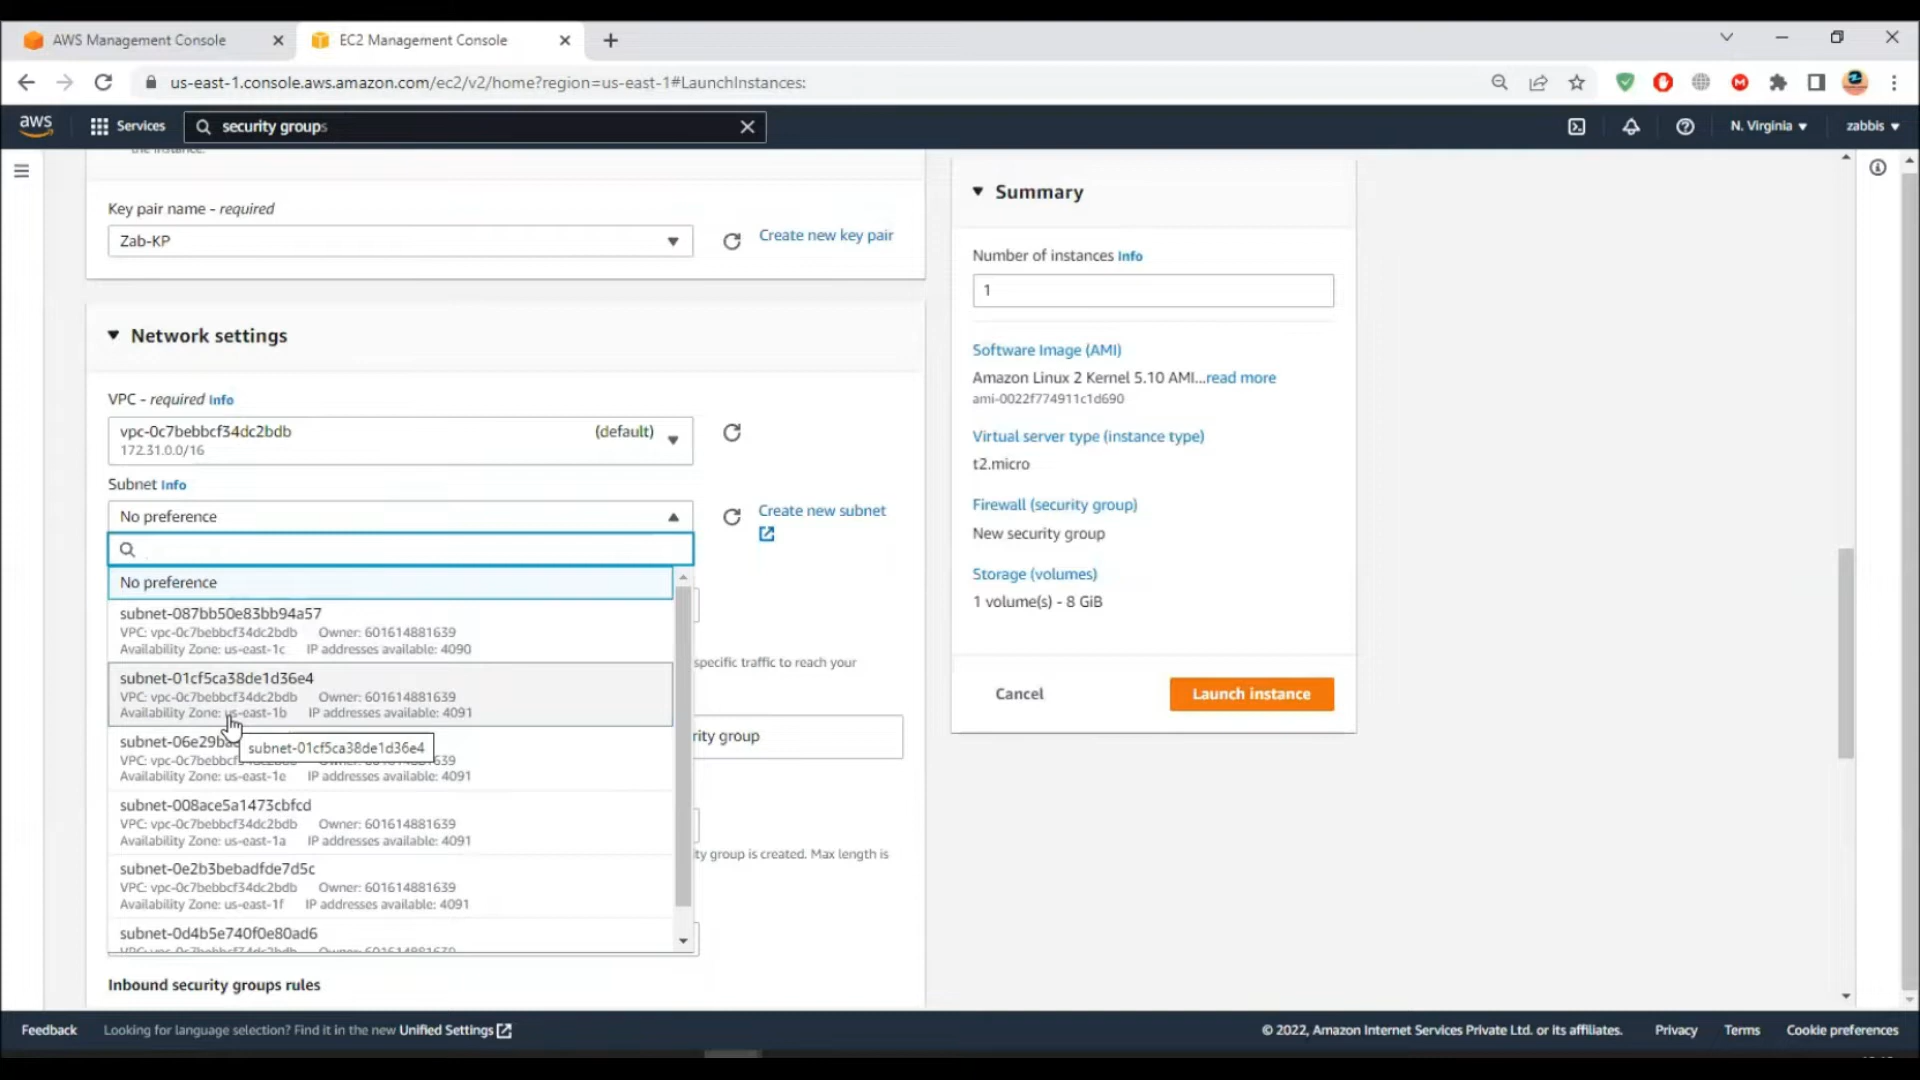 AWS Management Console
EC2 Management Console
us-east-1.console.aws.amazon.com/ec2/v2/home?region=us-east-1#LaunchInstances:
aws
Services
security groups
N. Virginia
zabbis
the instance.
Key pair name - required
Zab-KP
Create new key pair
Network settings
VPC - required Info
vpc-0c7bebbcf34dc2bdb (default)
172.31.0.0/16
Subnet Info
No preference
Create new subnet
No preference
subnet-087bb50e83bb94a57
VPC: vpc-0c7bebbcf34dc2bdb Owner: 601614881639
Availability Zone: us-east-1c IP addresses available: 4090
subnet-01cf5ca38de1d36e4
VPC: vpc-0c7bebbcf34dc2bdb Owner: 601614881639
Availability Zone: us-east-1b IP addresses available: 4091
subnet-01cf5ca38de1d36e4
Availability Zone: us-east-1e IP addresses available: 4091
subnet-008ace5a1473cbfcd
VPC: vpc-0c7bebbcf34dc2bdb Owner: 601614881639
Availability Zone: us-east-1a IP addresses available: 4091
subnet-0e2b3bebadfde7d5c
VPC: vpc-0c7bebbcf34dc2bdb Owner: 601614881639
Availability Zone: us-east-1f IP addresses available: 4091
subnet-0d4b5e740f0e80ad6
specific traffic to reach your
rity group
ty group is created. Max length is
Inbound security groups rules
Summary
Number of instances Info
1
Software Image (AMI)
Amazon Linux 2 Kernel 5.10 AMI...read more
ami-0022f774911c1d690
Virtual server type (instance type)
t2.micro
Firewall (security group)
New security group
Storage (volumes)
1 volume(s) - 8 GiB
Cancel
Launch instance
Feedback
Looking for language selection? Find it in the new Unified Settings
© 2022, Amazon Internet Services Private Ltd. or its affiliates.
Privacy
Terms
Cookie preferences